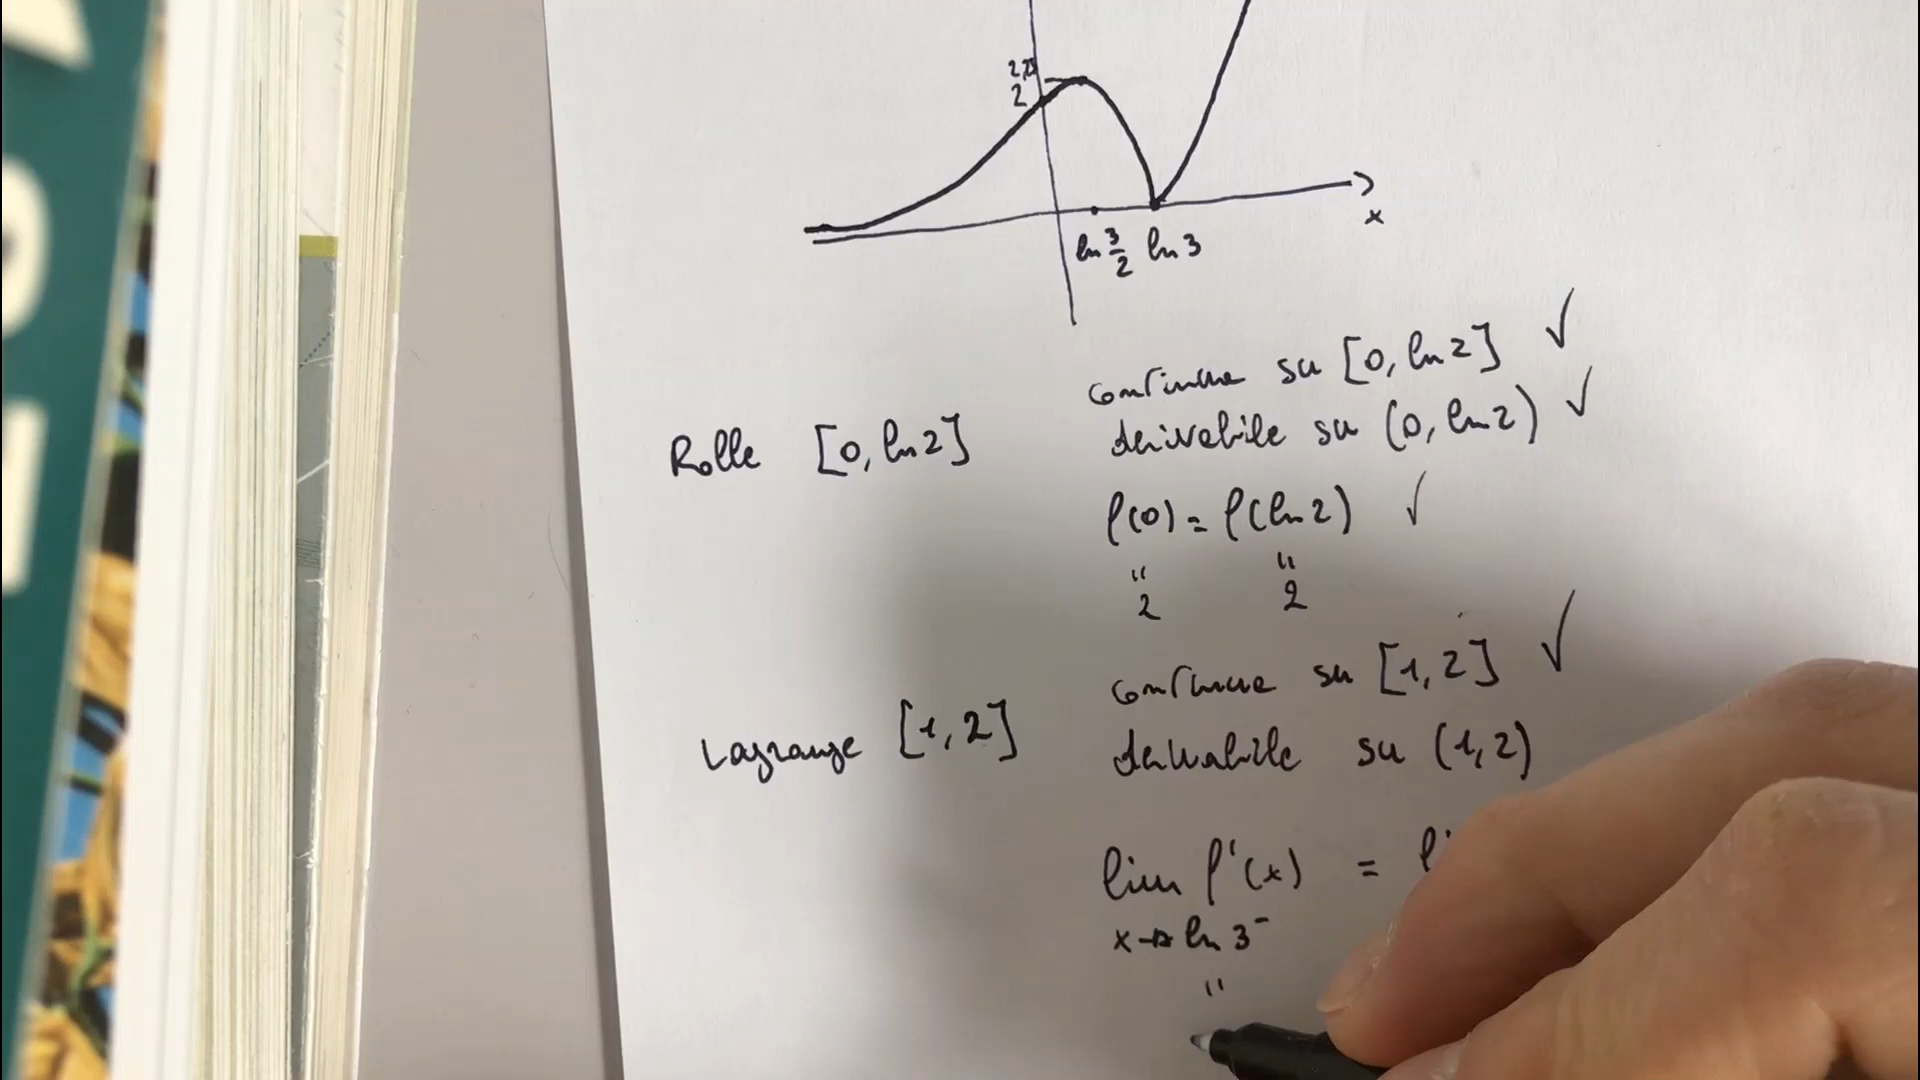 2,25
2
x
ln 3/2 ln 3
continua su [0, ln 2] ✓
Rolle [0, ln 2]
derivabile su (0, ln 2) ✓
f(0) = f(ln 2) ✓
" "
2 2
continua su [1, 2] ✓
Lagrange [1, 2]
derivabile su (1, 2)
lim f'(x) =
x→ ln 3⁻
"